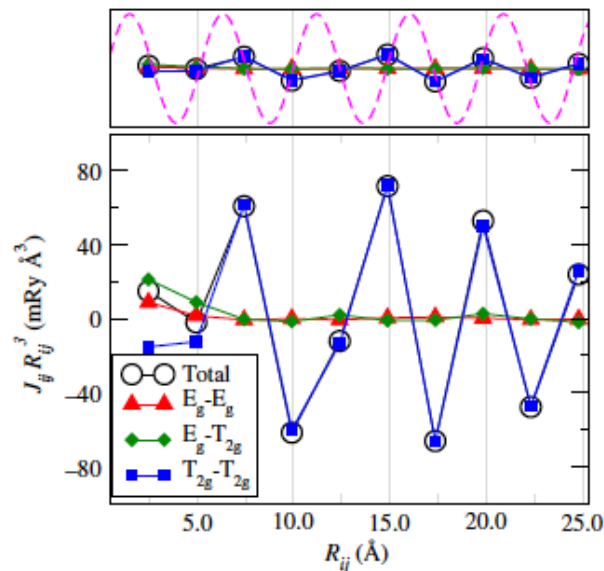 80
40
0
−40
−80
J_ij R_ij^3 (mRy Å^3)
Total
E_g-E_g
E_g-T_2g
T_2g-T_2g
5.0 10.0 15.0 20.0 25.0
R_ij (Å)